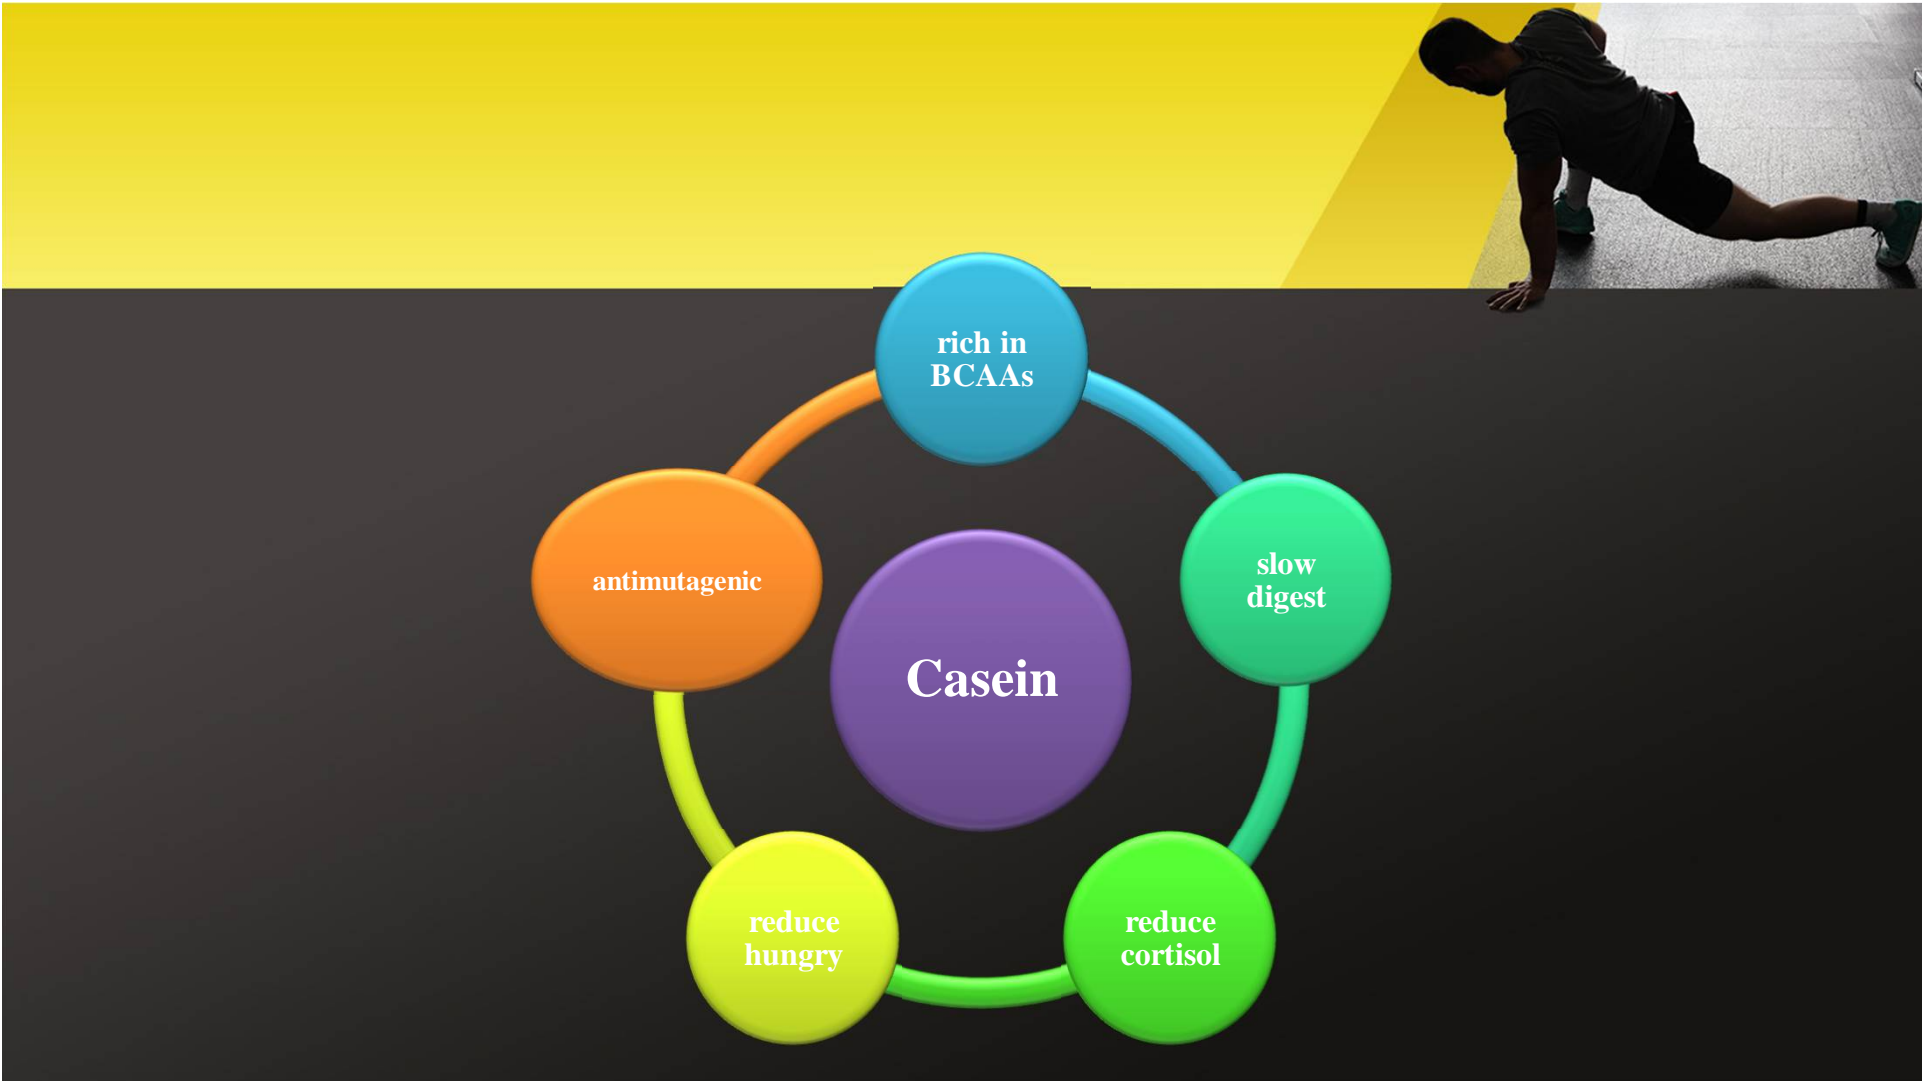 rich in
BCAAs
slow
digest
reduce
cortisol
reduce
hungry
antimutagenic
Casein